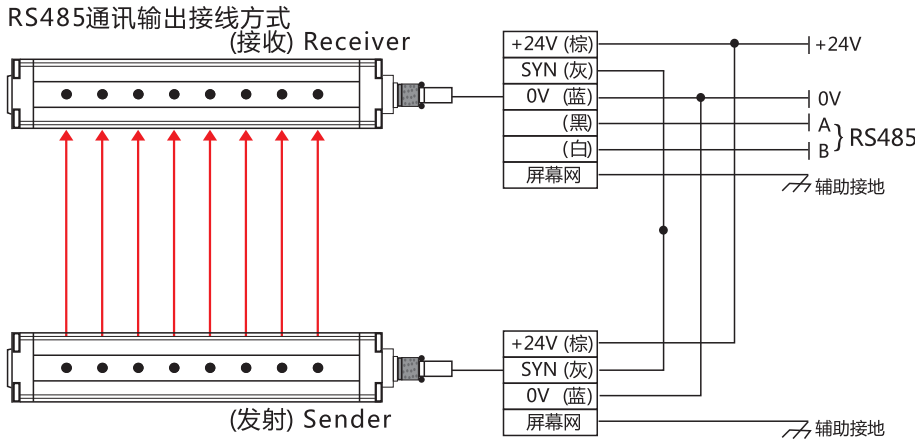 RS485通讯输出接线方式
(接收) Receiver
+24V (棕)
SYN (灰)
0V (蓝)
(黑)
(白)
屏幕网
+24V
0V
A
B
RS485
辅助接地
+24V (棕)
SYN (灰)
0V (蓝)
屏幕网
辅助接地
(发射) Sender